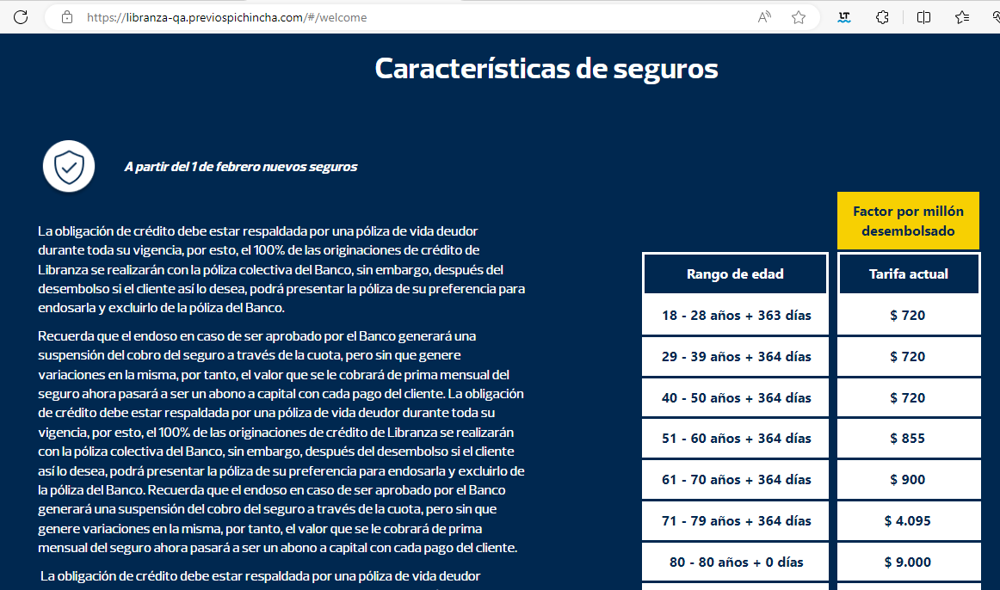 https://libranza-qa.previospichincha.com/#/welcome
LT
Características de seguros
A partir del 1 de febrero nuevos seguros
La obligación de crédito debe estar respaldada por una póliza de vida deudor
durante toda su vigencia, por esto, el 100% de las originaciones de crédito de
Libranza se realizarán con la póliza colectiva del Banco, sin embargo, después del
desembolso si el cliente así lo desea, podrá presentar la póliza de su preferencia para
endosarla y excluirlo de la póliza del Banco.
Recuerda que el endoso en caso de ser aprobado por el Banco generará una
suspensión del cobro del seguro a través de la cuota, pero sin que genere
variaciones en la misma, por tanto, el valor que se le cobrará de prima mensual del
seguro ahora pasará a ser un abono a capital con cada pago del cliente. La obligación
de crédito debe estar respaldada por una póliza de vida deudor durante toda su
vigencia, por esto, el 100% de las originaciones de crédito de Libranza se realizarán
con la póliza colectiva del Banco, sin embargo, después del desembolso si el cliente
así lo desea, podrá presentar la póliza de su preferencia para endosarla y excluirlo de
la póliza del Banco. Recuerda que el endoso en caso de ser aprobado por el Banco
generará una suspensión del cobro del seguro a través de la cuota, pero sin que
genere variaciones en la misma, por tanto, el valor que se le cobrará de prima
mensual del seguro ahora pasará a ser un abono a capital con cada pago del cliente.
La obligación de crédito debe estar respaldada por una póliza de vida deudor
Factor por millón
desembolsado
Rango de edad Tarifa actual
18 - 28 años + 363 días $ 720
29 - 39 años + 364 días $ 720
40 - 50 años + 364 días $ 720
51 - 60 años + 364 días $ 855
61 - 70 años + 364 días $ 900
71 - 79 años + 364 días $ 4.095
80 - 80 años + 0 días $ 9.000